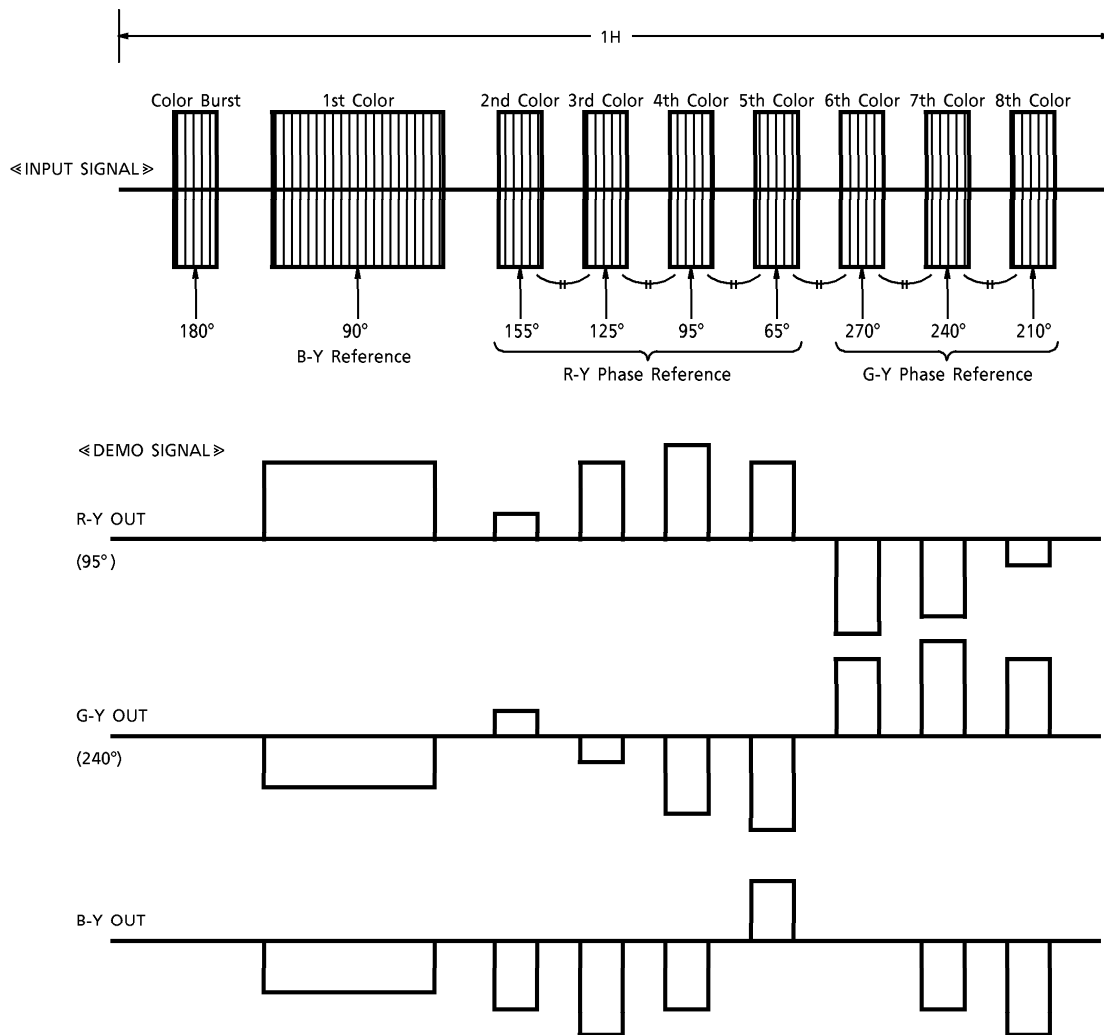 1H
Color Burst 1st Color 2nd Color 3rd Color 4th Color 5th Color 6th Color 7th Color 8th Color
≪INPUT SIGNAL≫
180° 90° 155° 125° 95° 65° 270° 240° 210°
B-Y Reference
R-Y Phase Reference G-Y Phase Reference
≪DEMO SIGNAL≫
R-Y OUT
(95°)
G-Y OUT
(240°)
B-Y OUT